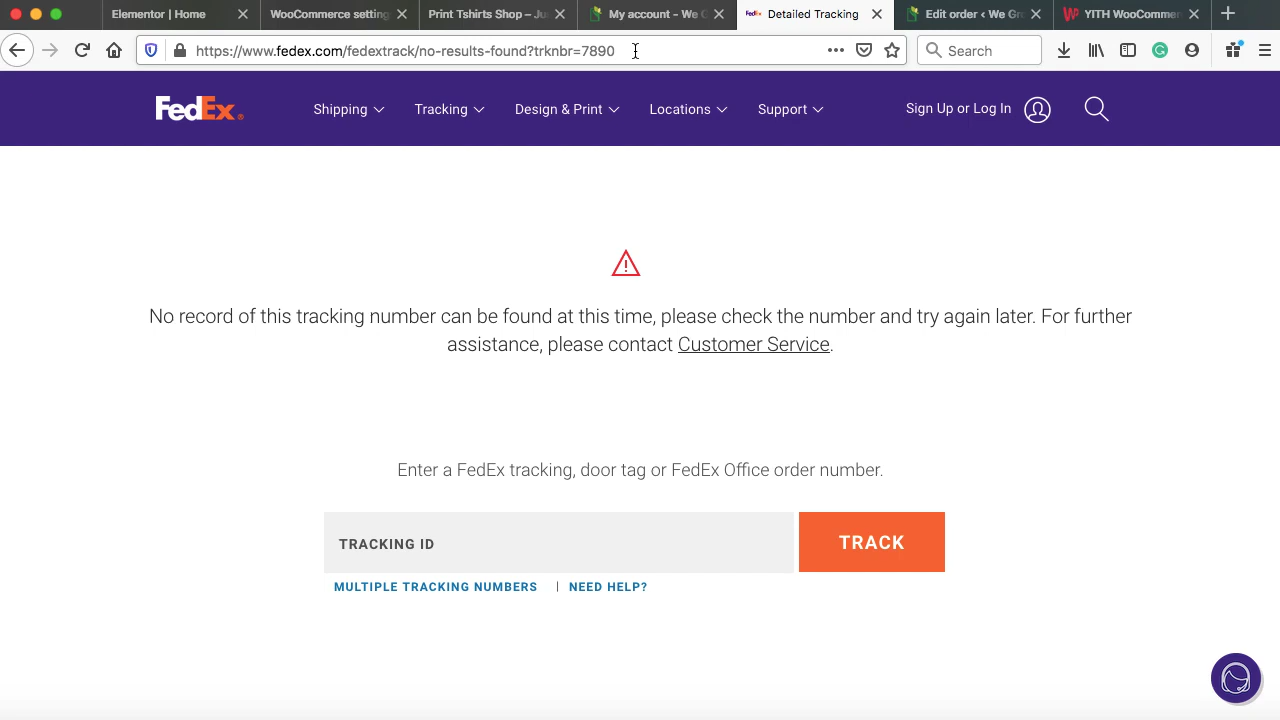 Elementor | Home
WooCommerce setting
Print Tshirts Shop – Ju
My account - We G
FedEx Detailed Tracking
Edit order ‹ We Gr
YITH WooCommer
https://www.fedex.com/fedextrack/no-results-found?trknbr=7890
Search
FedEx®
Shipping
Tracking
Design & Print
Locations
Support
Sign Up or Log In
No record of this tracking number can be found at this time, please check the number and try again later. For further
assistance, please contact Customer Service.
Enter a FedEx tracking, door tag or FedEx Office order number.
TRACKING ID
TRACK
MULTIPLE TRACKING NUMBERS | NEED HELP?